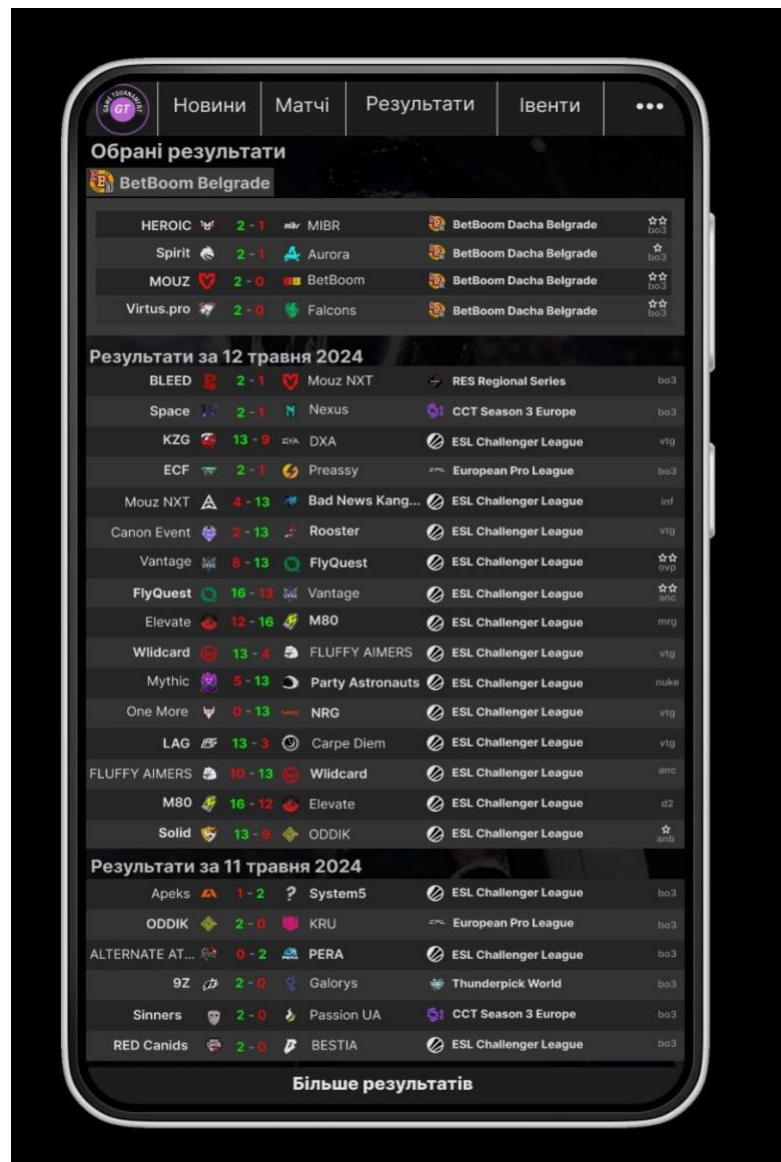 GAME TOURNAMENT GT Новини Матчі Результати Івенти •••
Обрані результати
BetBoom Belgrade
HEROIC 2 - 1 mibr MIBR BetBoom Dacha Belgrade bo3
Spirit 2 - 1 Aurora BetBoom Dacha Belgrade bo3
MOUZ 2 - 0 BetBoom BetBoom Dacha Belgrade bo3
Virtus.pro 2 - 0 Falcons BetBoom Dacha Belgrade bo3
Результати за 12 травня 2024
BLEED 2 - 1 Mouz NXT RES Regional Series bo3
Space 2 - 1 Nexus CCT Season 3 Europe bo3
KZG 13 - 9 DXA ESL Challenger League vtg
ECF 2 - 1 Preassy European Pro League bo3
Mouz NXT 4 - 13 Bad News Kang... ESL Challenger League inf
Canon Event 2 - 13 Rooster ESL Challenger League vtg
Vantage 8 - 13 FlyQuest ESL Challenger League ovp
FlyQuest 16 - 13 Vantage ESL Challenger League anc
Elevate 12 - 16 M80 ESL Challenger League mrg
Wlidcard 13 - 4 FLUFFY AIMERS ESL Challenger League vtg
Mythic 5 - 13 Party Astronauts ESL Challenger League nuke
One More 0 - 13 NRG ESL Challenger League vtg
LAG 13 - 3 Carpe Diem ESL Challenger League vtg
FLUFFY AIMERS 10 - 13 Wlidcard ESL Challenger League anc
M80 16 - 12 Elevate ESL Challenger League d2
Solid 13 - 9 ODDIK ESL Challenger League anb
Результати за 11 травня 2024
Apeks 1 - 2 ? System5 ESL Challenger League bo3
ODDIK 2 - 0 KRU European Pro League bo3
ALTERNATE AT... 0 - 2 PERA ESL Challenger League bo3
9Z 2 - 0 Galorys Thunderpick World bo3
Sinners 2 - 0 Passion UA CCT Season 3 Europe bo3
RED Canids 2 - 0 BESTIA ESL Challenger League bo3
Більше результатів